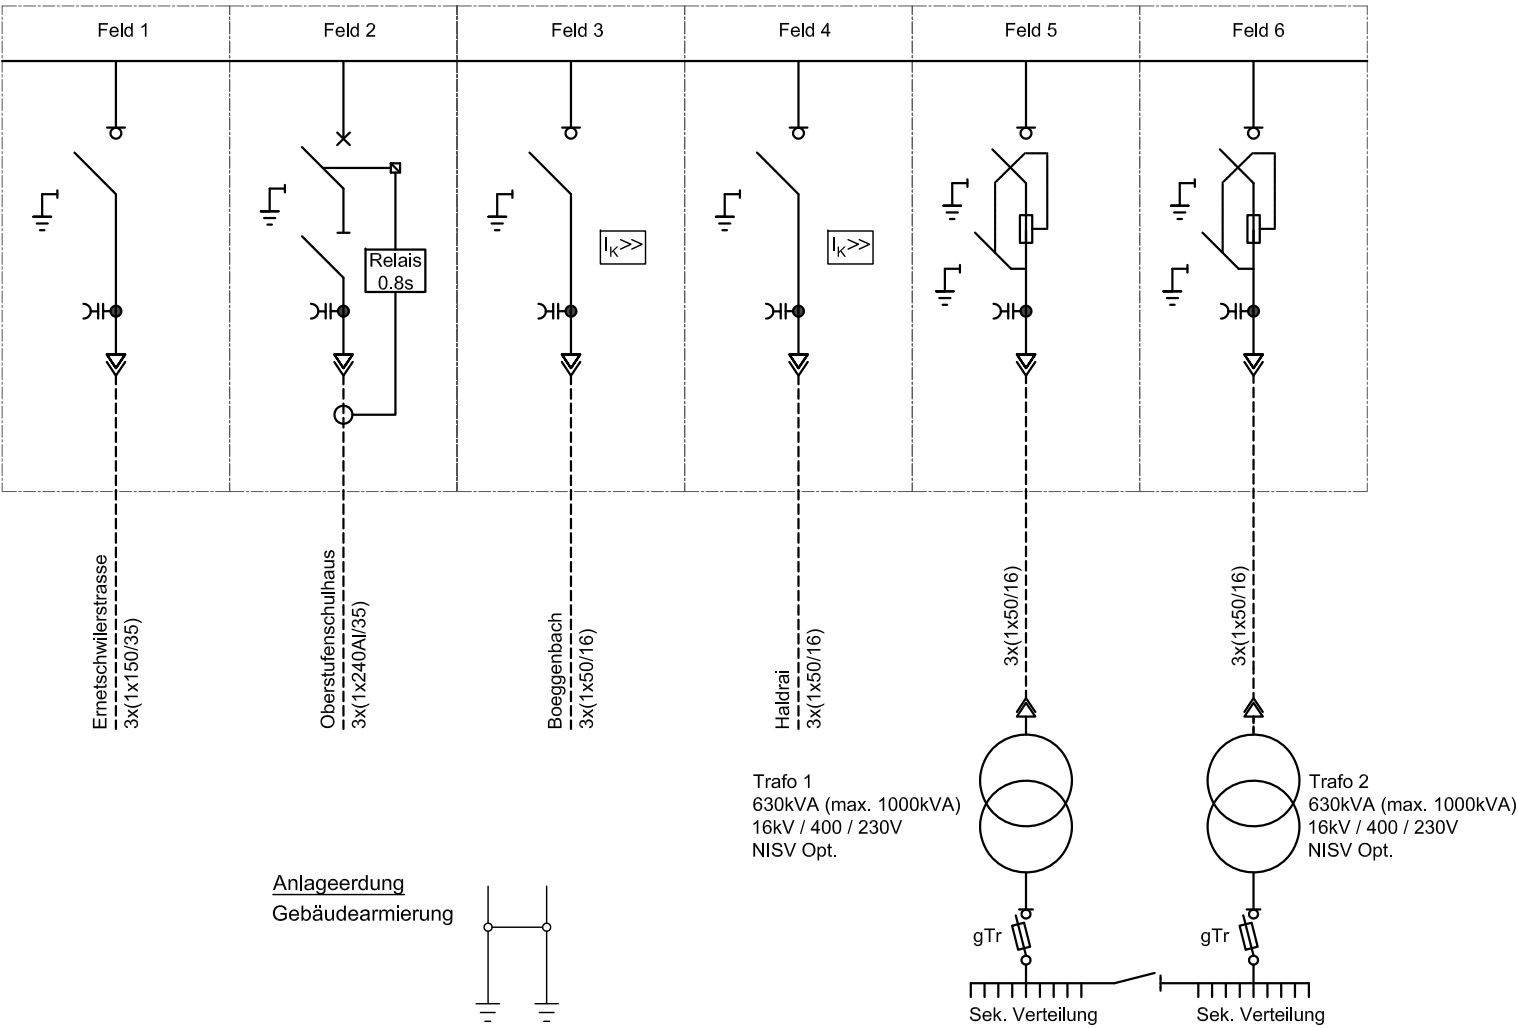 Feld 1
Feld 2
Feld 3
Feld 4
Feld 5
Feld 6
Relais
0.8s
IK>>
IK>>
Ernetschwilerstrasse
3x(1x150/35)
Oberstufenschulhaus
3x(1x240Al/35)
Boeggenbach
3x(1x50/16)
Haldrai
3x(1x50/16)
3x(1x50/16)
3x(1x50/16)
Trafo 1
630kVA (max. 1000kVA)
16kV / 400 / 230V
NISV Opt.
Trafo 2
630kVA (max. 1000kVA)
16kV / 400 / 230V
NISV Opt.
Anlageerdung
Gebäudearmierung
gTr
gTr
Sek. Verteilung
Sek. Verteilung